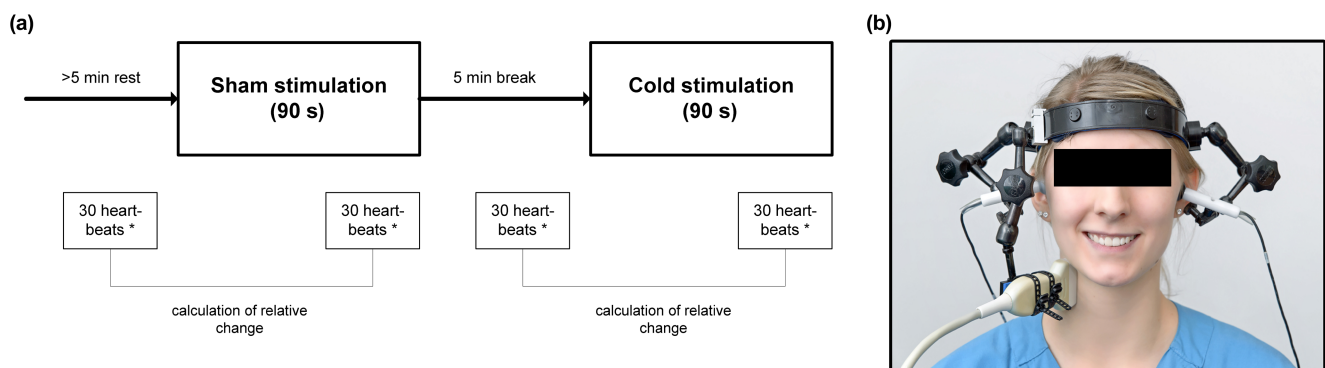 (a)
>5 min rest
Sham stimulation
(90 s)
5 min break
Cold stimulation
(90 s)
30 heart-
beats *
30 heart-
beats *
30 heart-
beats *
30 heart-
beats *
calculation of relative
change
calculation of relative
change
(b)